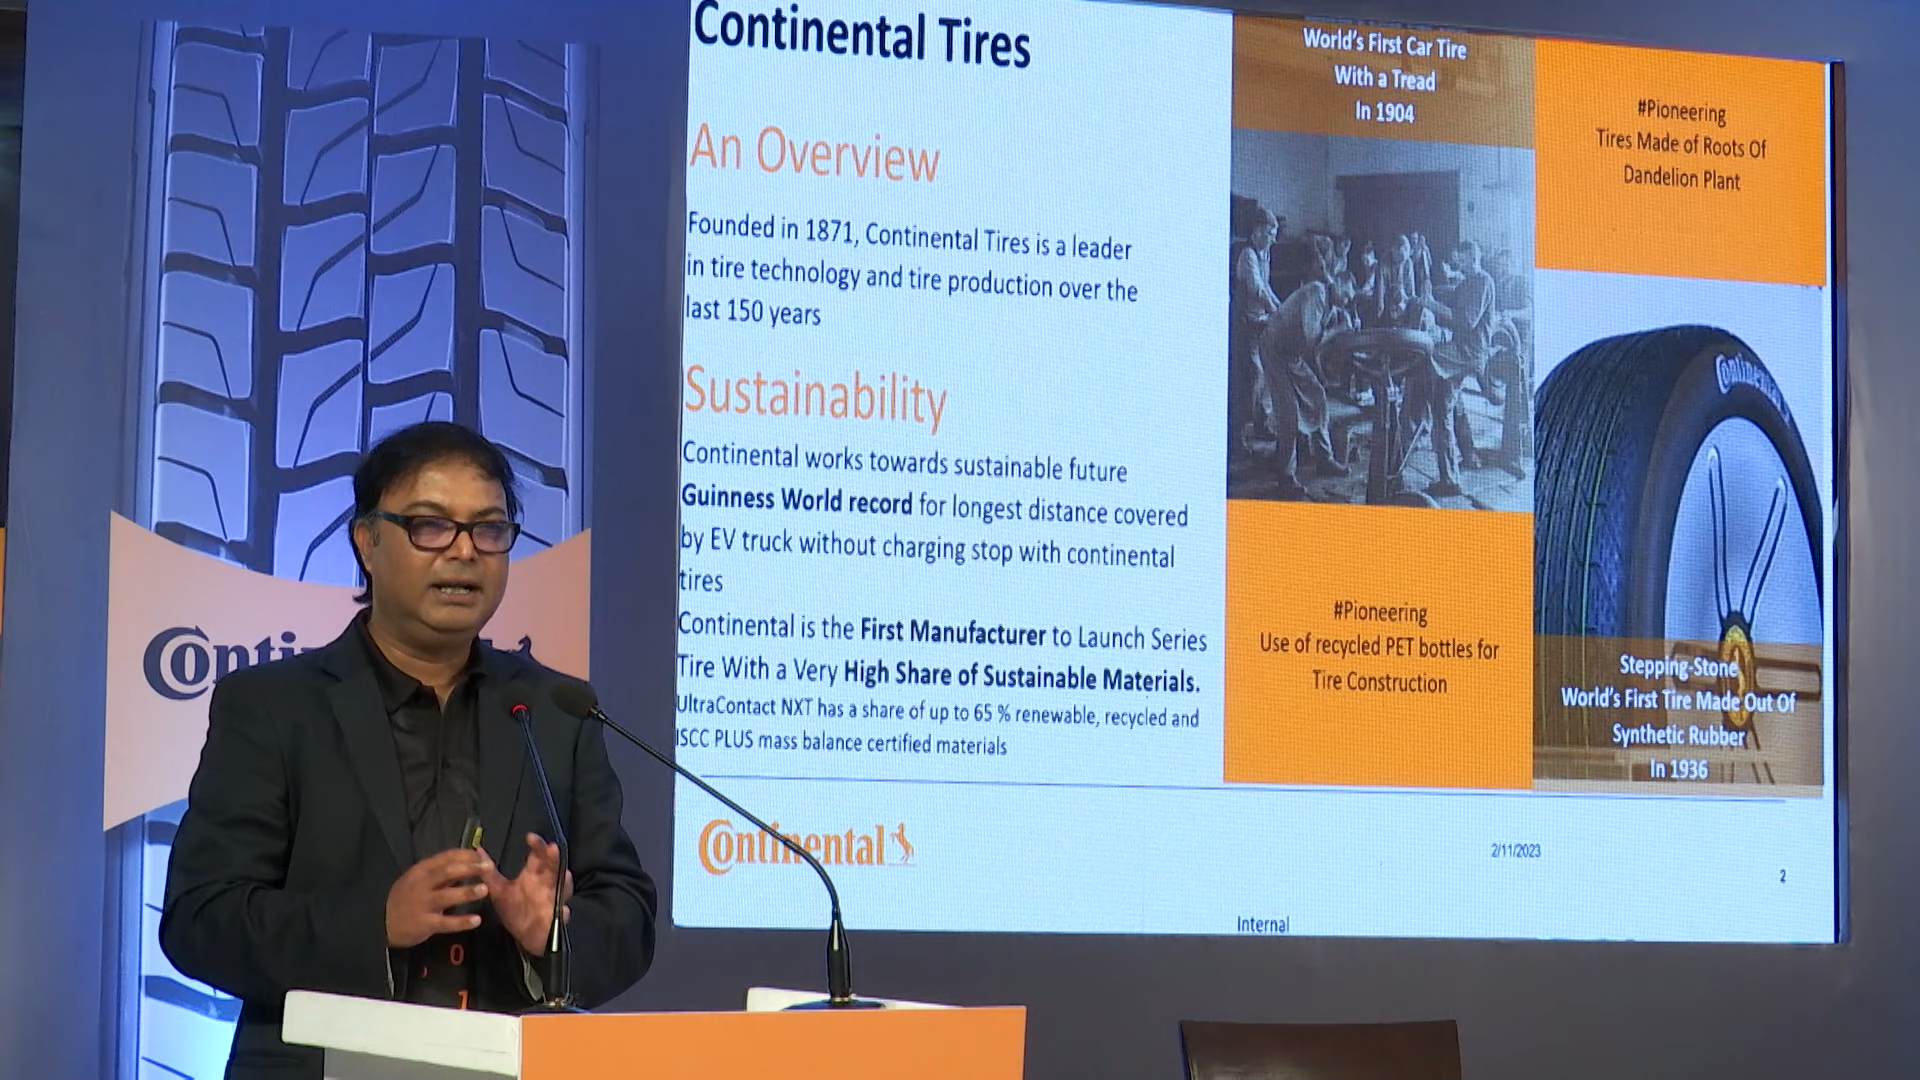 Continental Tires
An Overview
Founded in 1871, Continental Tires is a leader
in tire technology and tire production over the
last 150 years
Sustainability
Continental works towards sustainable future
Guinness World record for longest distance covered
by EV truck without charging stop with continental
tires
Continental is the First Manufacturer to Launch Series
Tire With a Very High Share of Sustainable Materials.
UltraContact NXT has a share of up to 65 % renewable, recycled and
ISCC PLUS mass balance certified materials
World's First Car Tire
With a Tread
In 1904
#Pioneering
Tires Made of Roots Of
Dandelion Plant
Continental
#Pioneering
Use of recycled PET bottles for
Tire Construction
Stepping-Stone
World's First Tire Made Out Of
Synthetic Rubber
In 1936
Continental
2/11/2023
2
Internal
Conti
0
1